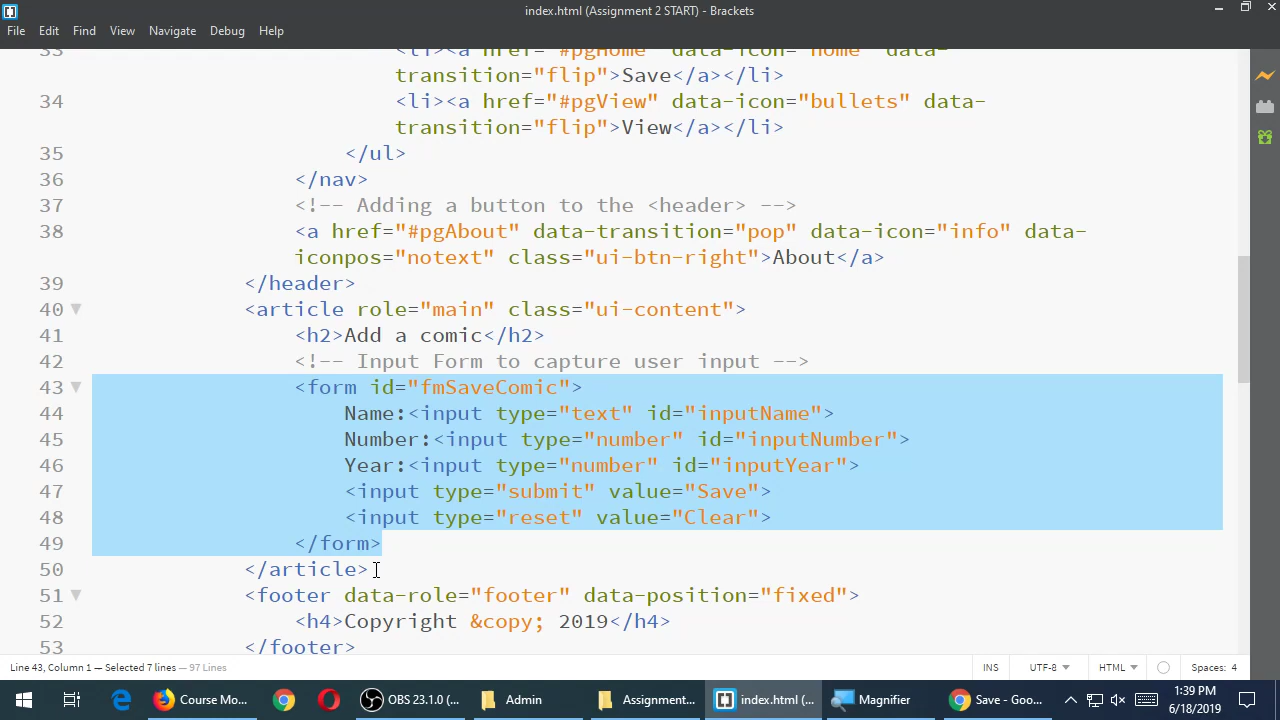 index.html (Assignment 2 START) - Brackets
File Edit Find View Navigate Debug Help
33 <li><a href="#pgHome" data-icon="home" data-
transition="flip">Save</a></li>
34 <li><a href="#pgView" data-icon="bullets" data-
transition="flip">View</a></li>
35 </ul>
36 </nav>
37 <!-- Adding a button to the <header> -->
38 <a href="#pgAbout" data-transition="pop" data-icon="info" data-
iconpos="notext" class="ui-btn-right">About</a>
39 </header>
40 <article role="main" class="ui-content">
41 <h2>Add a comic</h2>
42 <!-- Input Form to capture user input -->
43 <form id="fmSaveComic">
44 Name:<input type="text" id="inputName">
45 Number:<input type="number" id="inputNumber">
46 Year:<input type="number" id="inputYear">
47 <input type="submit" value="Save">
48 <input type="reset" value="Clear">
49 </form>
50 </article>
51 <footer data-role="footer" data-position="fixed">
52 <h4>Copyright &copy; 2019</h4>
53 </footer>
Line 43, Column 1 — Selected 7 lines — 97 Lines INS UTF-8 HTML Spaces: 4
Course Mo... OBS 23.1.0 (... Admin Assignment... index.html (... Magnifier Save - Goo... 1:39 PM
6/18/2019